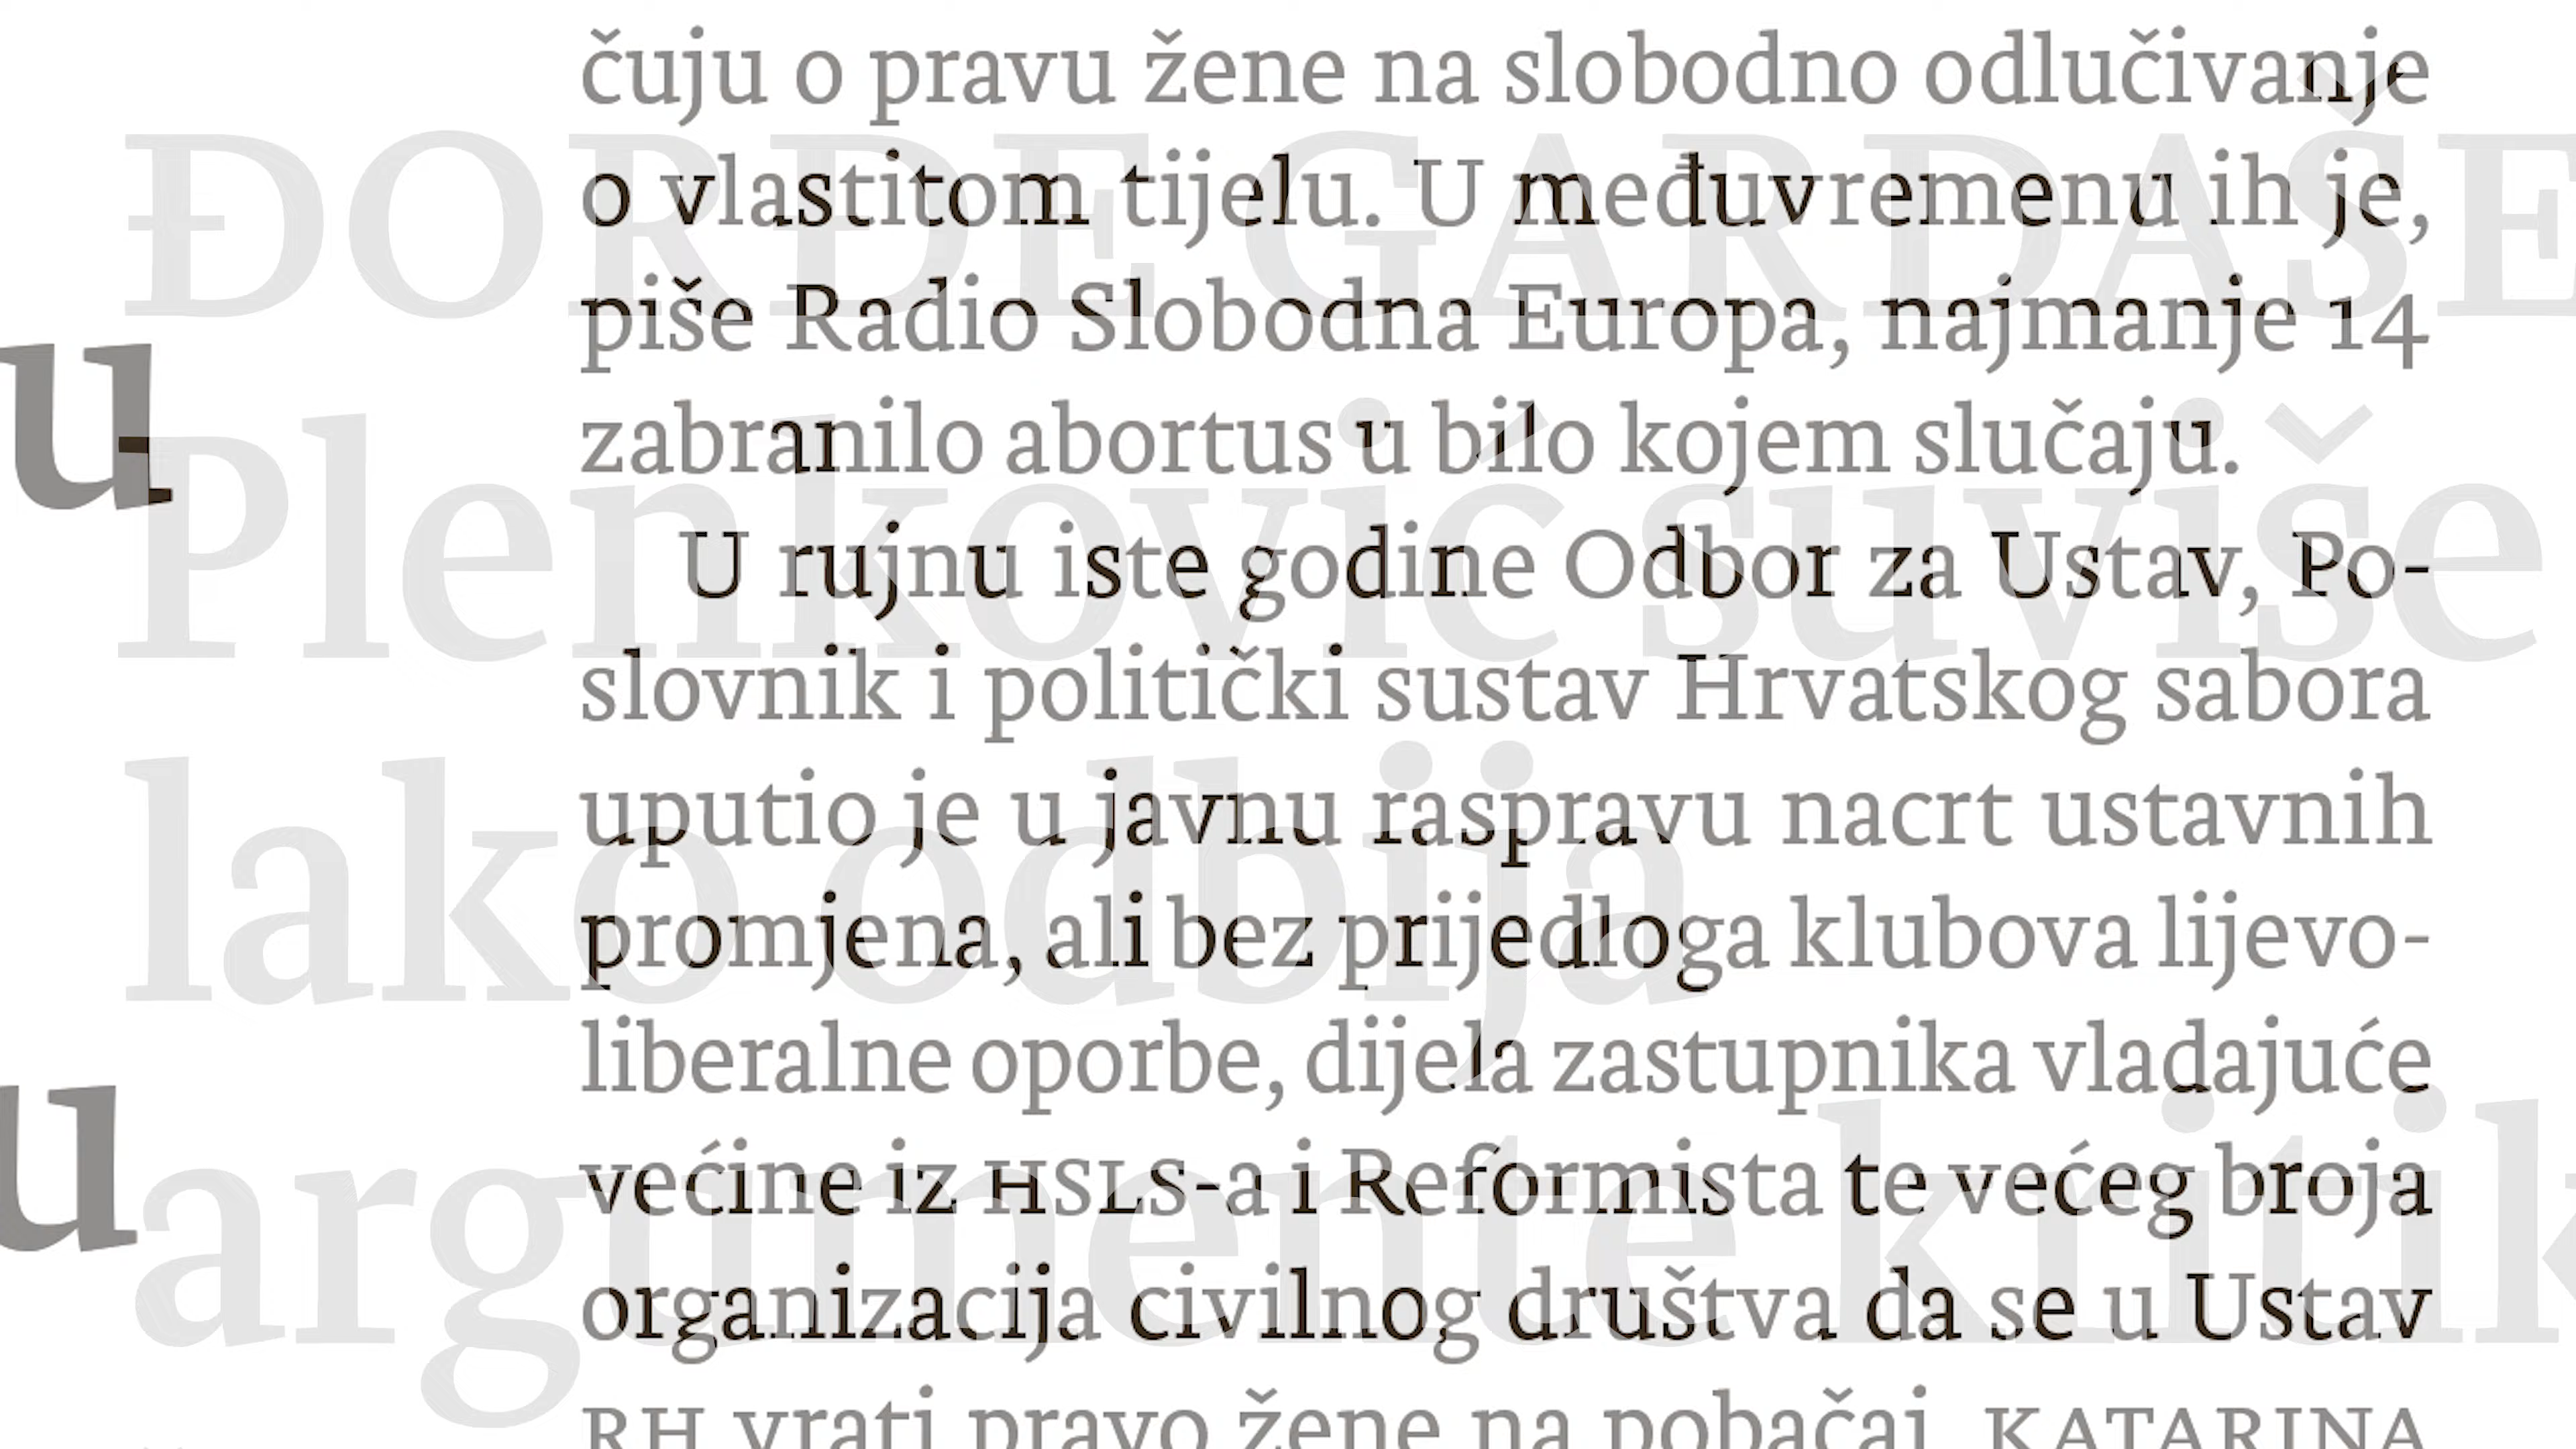 čuju o pravu žene na slobodno odlučivanje
o vlastitom tijelu. U međuvremenu ih je,
piše Radio Slobodna Europa, najmanje 14
zabranilo abortus u bilo kojem slučaju.
U rujnu iste godine Odbor za Ustav, Po-
slovnik i politički sustav Hrvatskog sabora
uputio je u javnu raspravu nacrt ustavnih
promjena, ali bez prijedloga klubova lijevo-
liberalne oporbe, dijela zastupnika vladajuće
većine iz HSLS-a i Reformista te većeg broja
organizacija civilnog društva da se u Ustav
RH vrati pravo žene na pobačaj. KATARINA
ĐORĐE GARDAŠE
Plenković suviše
lako odbija
argumente kritik
u
u